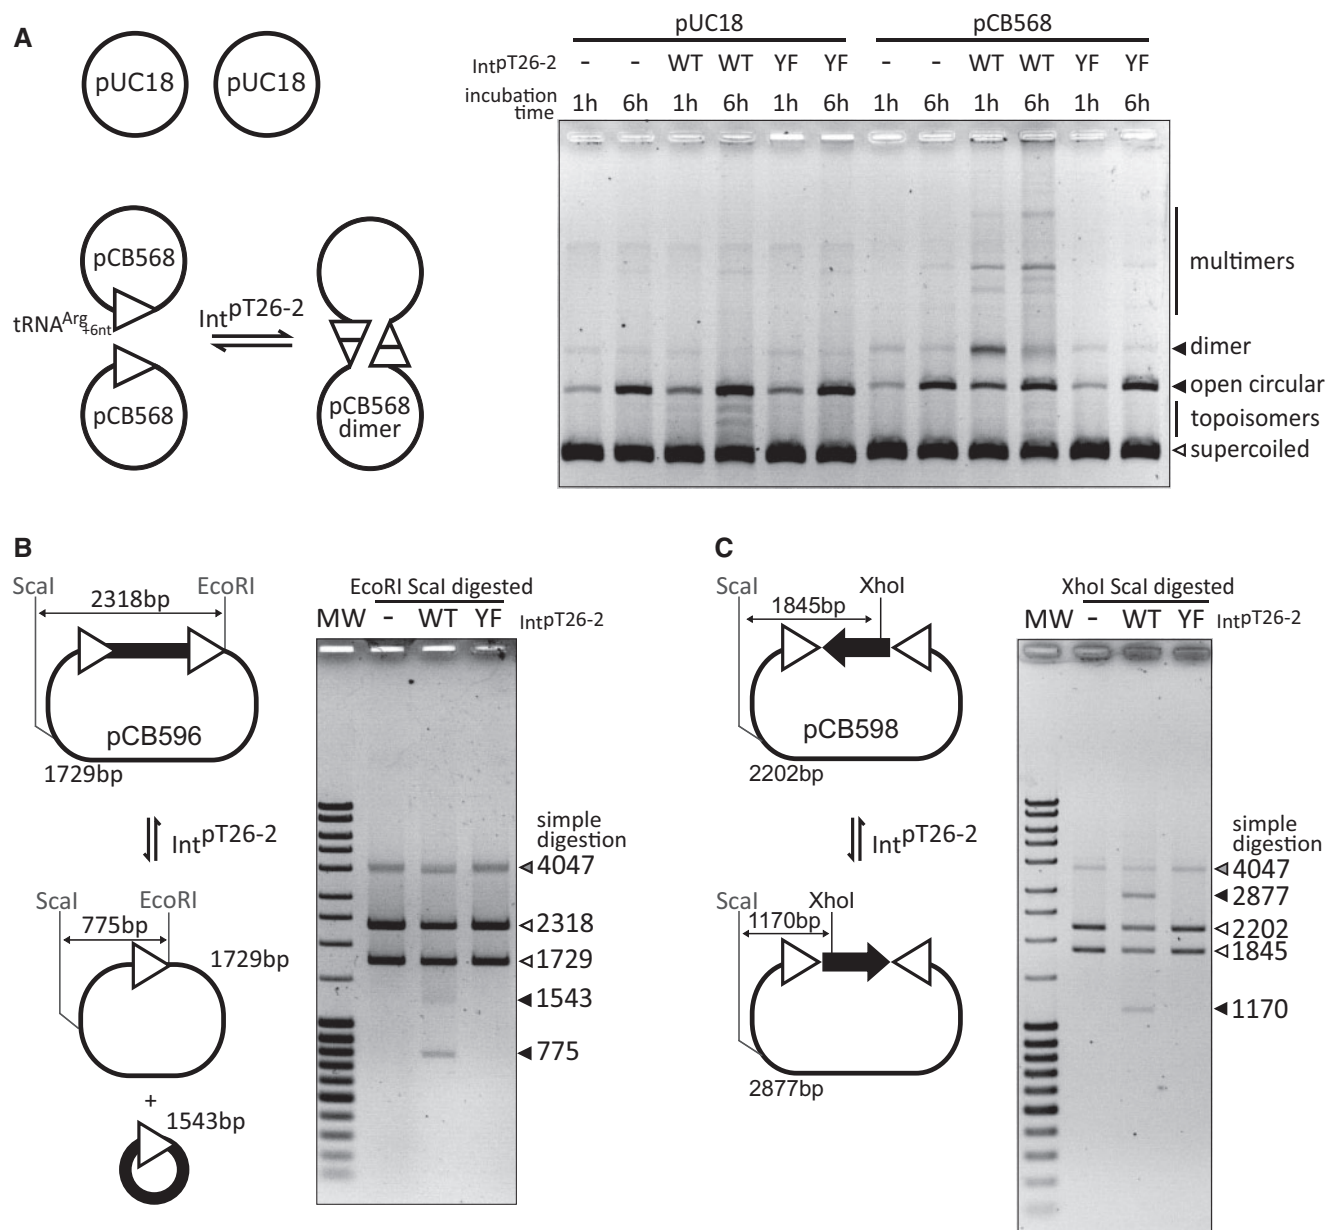 A
pUC18 pUC18
pCB568
tRNAArg+6nt
IntpT26-2
pCB568
pCB568
dimer
pUC18 pCB568
IntpT26-2 - - WT WT YF YF - - WT WT YF YF
incubation
time 1h 6h 1h 6h 1h 6h 1h 6h 1h 6h 1h 6h
multimers
dimer
open circular
topoisomers
supercoiled
B
ScaI EcoRI
2318bp
pCB596
1729bp
IntpT26-2
ScaI EcoRI
775bp
1729bp
+
1543bp
EcoRI ScaI digested
MW - WT YF IntpT26-2
simple
digestion
4047
2318
1729
1543
775
C
ScaI XhoI
1845bp
pCB598
2202bp
IntpT26-2
ScaI XhoI
1170bp
2877bp
XhoI ScaI digested
MW - WT YF IntpT26-2
simple
digestion
4047
2877
2202
1845
1170